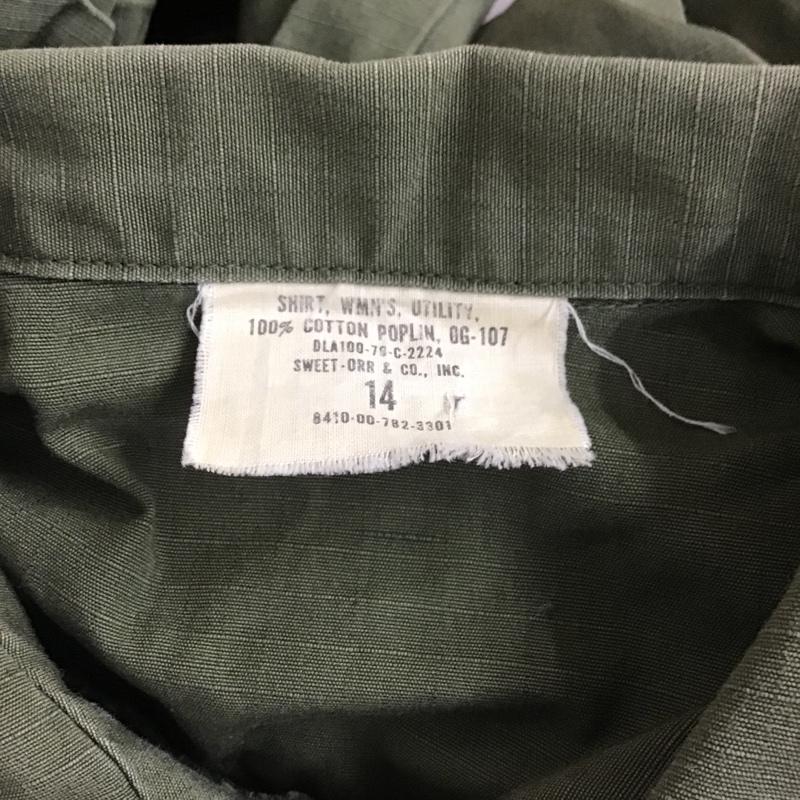 SHIRT, WMN'S, UTILITY,
100% COTTON POPLIN, OG-107
DLA100-79-C-2224
SWEET-ORR & CO., INC.
14
8410-00-782-3301